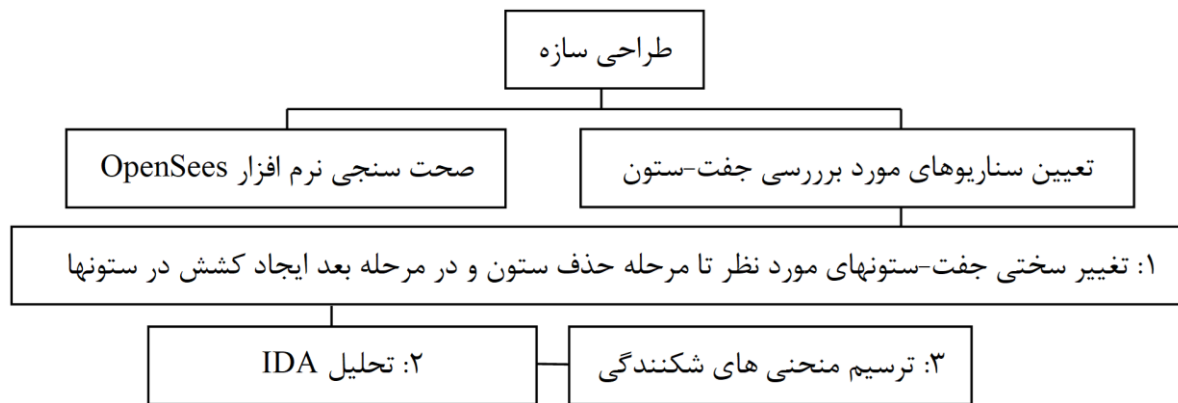 طراحی سازه
تعیین سناریوهای مورد برررسی جفت-ستون
صحت سنجی نرم افزار OpenSees
۱: تغییر سختی جفت-ستونهای مورد نظر تا مرحله حذف ستون و در مرحله بعد ایجاد کشش در ستونها
۲: تحلیل IDA
۳: ترسیم منحنی های شکنندگی